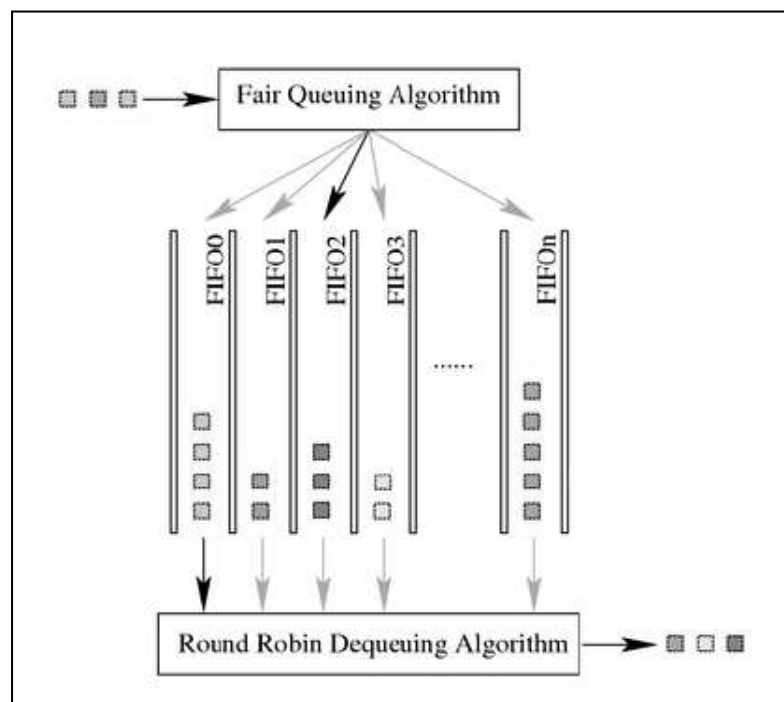 Fair Queuing Algorithm
FIFO0
FIFO1
FIFO2
FIFO3
......
FIFOn
Round Robin Dequeuing Algorithm